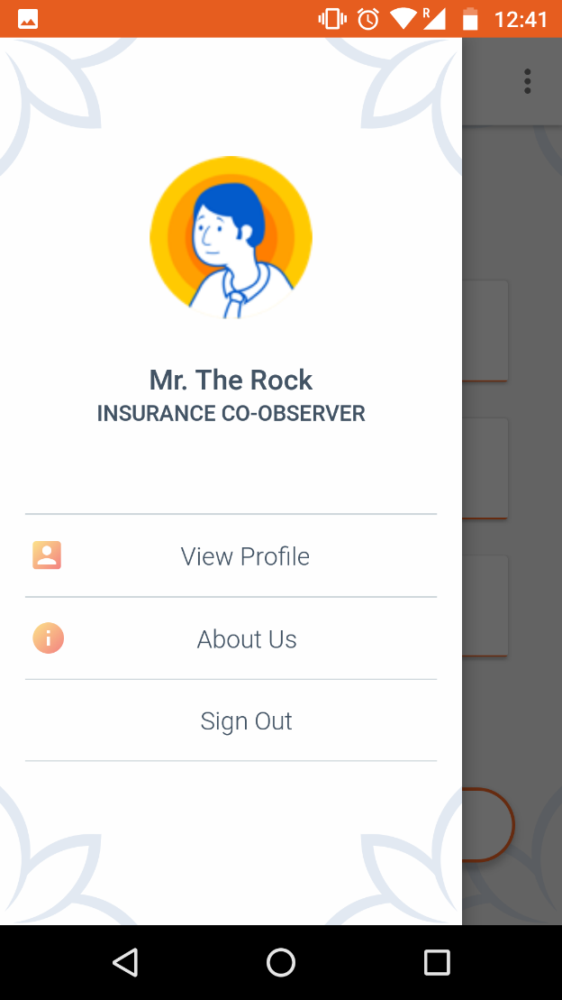 R
12:41
Mr. The Rock
INSURANCE CO-OBSERVER
View Profile
About Us
Sign Out